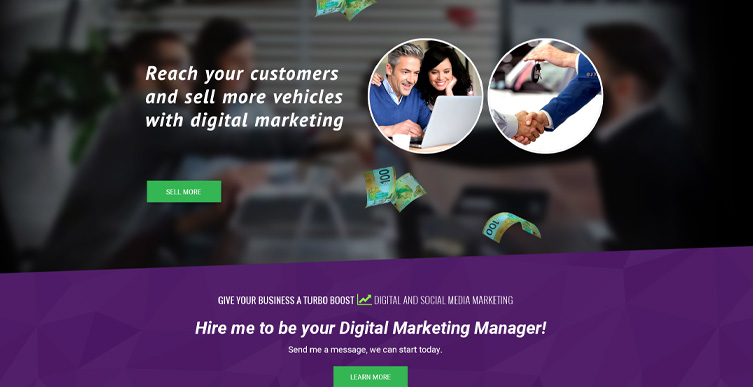 Reach your customers
and sell more vehicles
with digital marketing
SELL MORE
100
100
GIVE YOUR BUSINESS A TURBO BOOST DIGITAL AND SOCIAL MEDIA MARKETING
Hire me to be your Digital Marketing Manager!
Send me a message, we can start today.
LEARN MORE